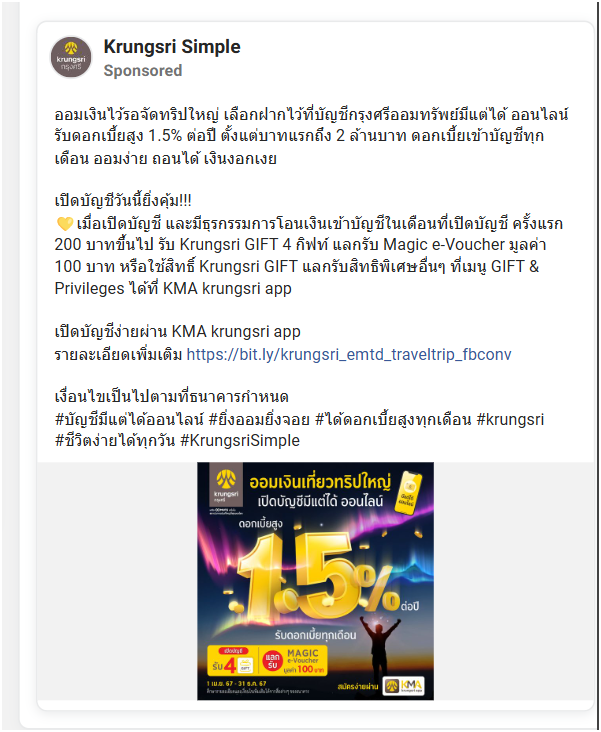 Krungsri Simple
Sponsored
ออมเงินไว้รอจัดทริปใหญ่ เลือกฝากไว้ที่บัญชีกรุงศรีออมทรัพย์มีแต่ได้ ออนไลน์
รับดอกเบี้ยสูง 1.5% ต่อปี ตั้งแต่บาทแรกถึง 2 ล้านบาท ดอกเบี้ยเข้าบัญชีทุก
เดือน ออมง่าย ถอนได้ เงินงอกเงย
เปิดบัญชีวันนี้ยิ่งคุ้ม!!!
💛 เมื่อเปิดบัญชี และมีธุรกรรมการโอนเงินเข้าบัญชีในเดือนที่เปิดบัญชี ครั้งแรก
200 บาทขึ้นไป รับ Krungsri GIFT 4 กิฟท์ แลกรับ Magic e-Voucher มูลค่า
100 บาท หรือใช้สิทธิ์ Krungsri GIFT แลกรับสิทธิพิเศษอื่นๆ ที่เมนู GIFT &
Privileges ได้ที่ KMA krungsri app
เปิดบัญชีง่ายผ่าน KMA krungsri app
รายละเอียดเพิ่มเติม https://bit.ly/krungsri_emtd_traveltrip_fbconv
เงื่อนไขเป็นไปตามที่ธนาคารกำหนด
#บัญชีมีแต่ได้ออนไลน์ #ยิ่งออมยิ่งจอย #ได้ดอกเบี้ยสูงทุกเดือน #krungsri
#ชีวิตง่ายได้ทุกวัน #KrungsriSimple
krungsri
กรุงศรี
ออมเงินเที่ยวทริปใหญ่
เปิดบัญชีมีแต่ได้ ออนไลน์
ดอกเบี้ยสูง
1.5% ต่อปี
รับดอกเบี้ยทุกเดือน
เปิดบัญชี
รับ 4 GIFT
แลกรับ
MAGIC
e-Voucher
มูลค่า 100 บาท
1 เม.ย. 67 - 31 ธ.ค. 67
สมัครง่ายผ่าน KMA
krungsri app